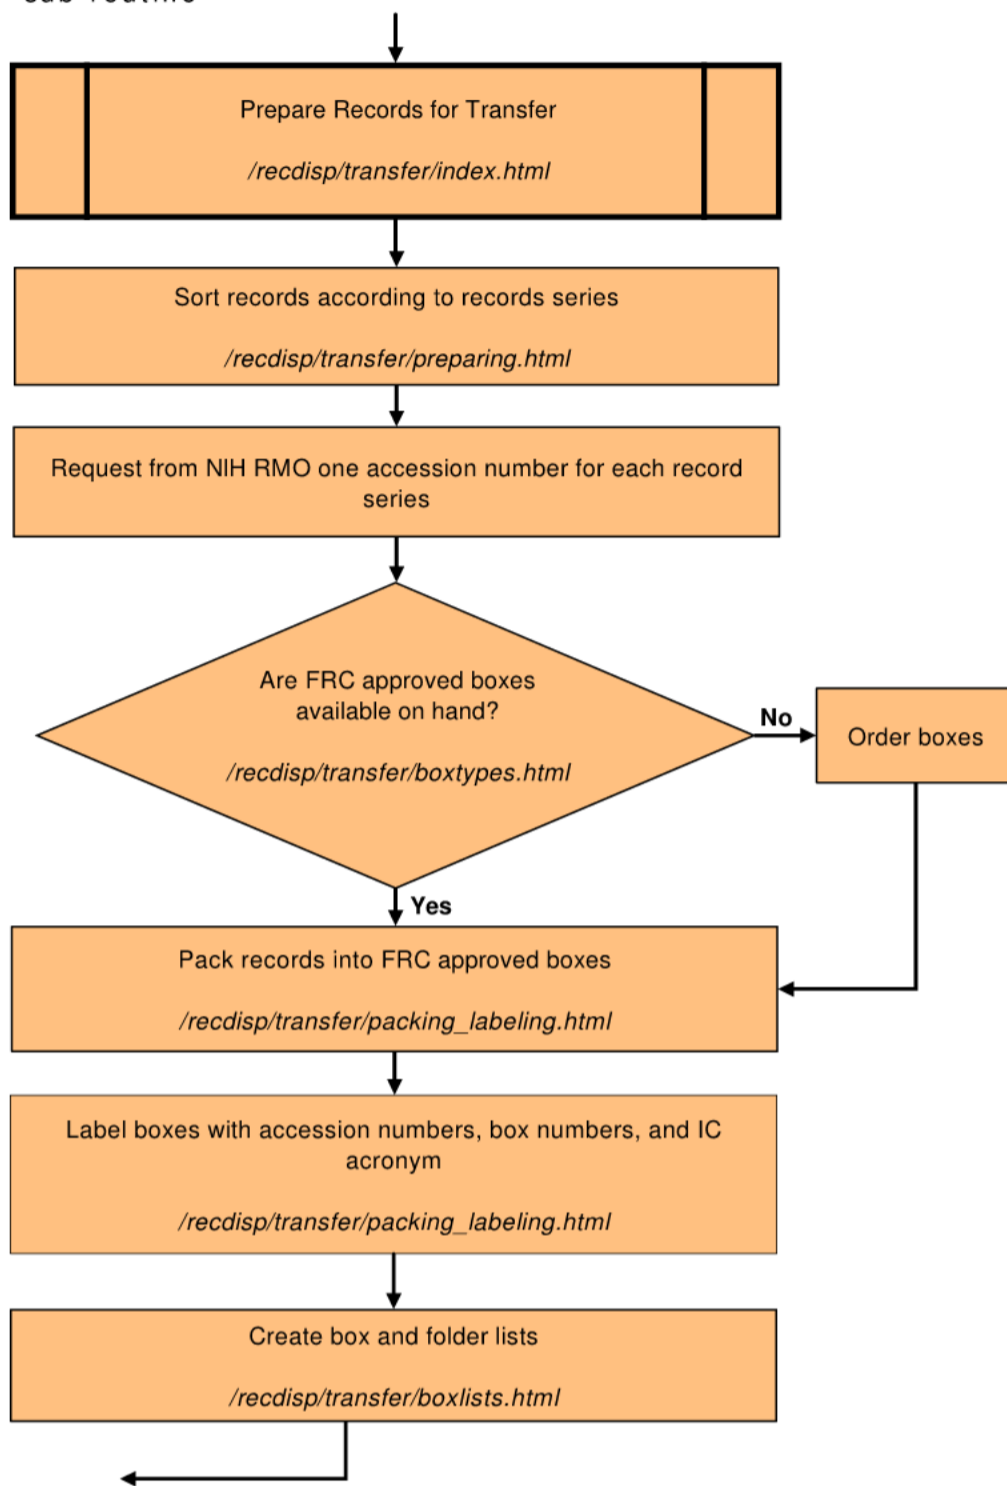 Prepare Records for Transfer
/recdisp/transfer/index.html
Sort records according to records series
/recdisp/transfer/preparing.html
Request from NIH RMO one accession number for each record
series
Are FRC approved boxes
available on hand?
/recdisp/transfer/boxtypes.html
No
Order boxes
Yes
Pack records into FRC approved boxes
/recdisp/transfer/packing_labeling.html
Label boxes with accession numbers, box numbers, and IC
acronym
/recdisp/transfer/packing_labeling.html
Create box and folder lists
/recdisp/transfer/boxlists.html